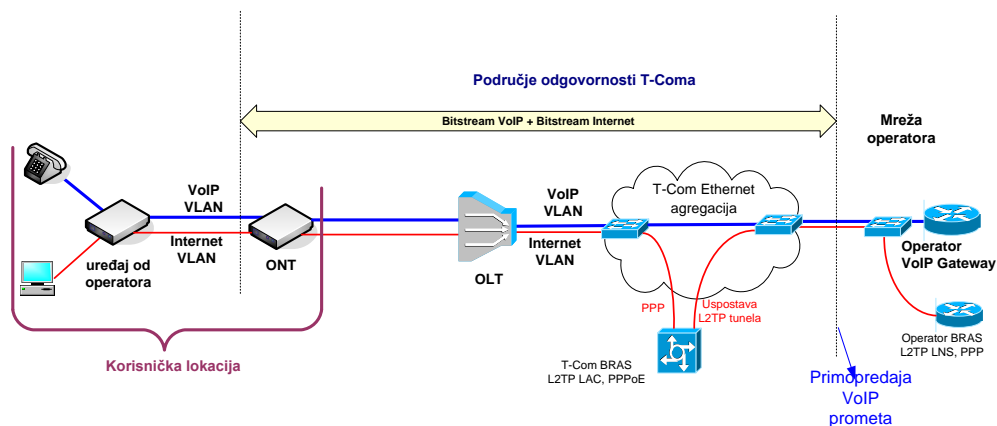 Područje odgovornosti T-Coma
Bitstream VoIP + Bitstream Internet
Mreža
operatora
VoIP
VLAN
Internet
VLAN
uređaj od
operatora
ONT
OLT
VoIP
VLAN
Internet
VLAN
T-Com Ethernet
agregacija
Operator
VoIP Gateway
PPP
Uspostava
L2TP tunela
T-Com BRAS
L2TP LAC, PPPoE
Operator BRAS
L2TP LNS, PPP
Korisnička lokacija
Primopredaja
VoIP
prometa